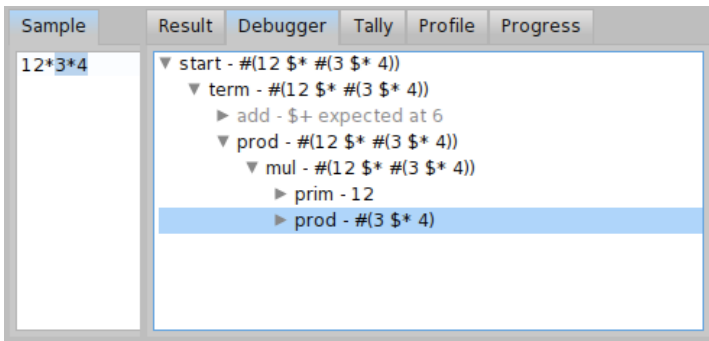 Sample Result Debugger Tally Profile Progress
12*3*4
start - #(12 $* #(3 $* 4))
term - #(12 $* #(3 $* 4))
add - $+ expected at 6
prod - #(12 $* #(3 $* 4))
mul - #(12 $* #(3 $* 4))
prim - 12
prod - #(3 $* 4)